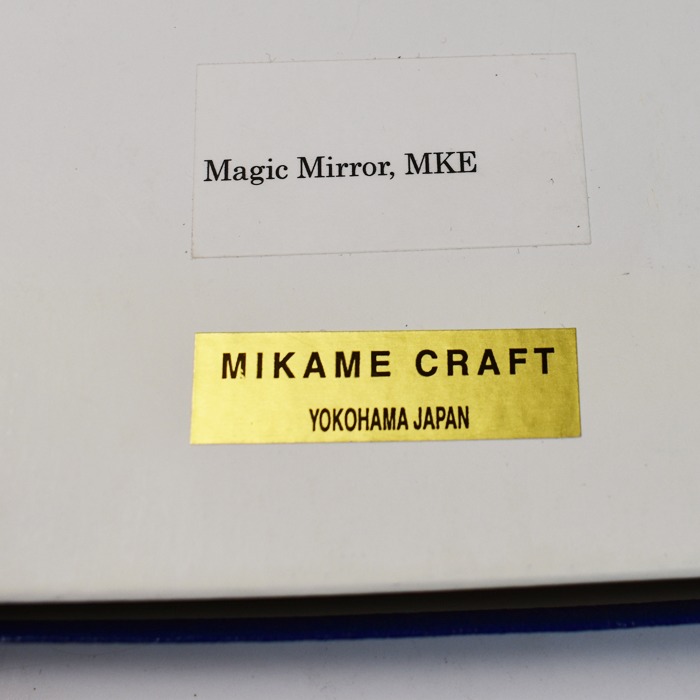 Magic Mirror, MKE
MIKAME CRAFT
YOKOHAMA JAPAN